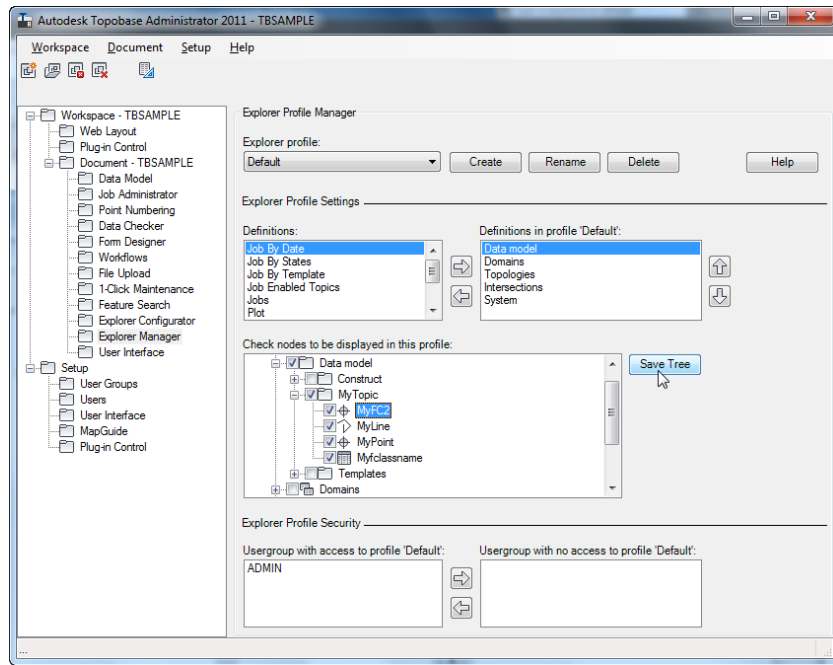 Autodesk Topobase Administrator 2011 - TBSAMPLE
Workspace Document Setup Help
Workspace - TBSAMPLE
Web Layout
Plug-in Control
Document - TBSAMPLE
Data Model
Job Administrator
Point Numbering
Data Checker
Form Designer
Workflows
File Upload
1-Click Maintenance
Feature Search
Explorer Configurator
Explorer Manager
User Interface
Setup
User Groups
Users
User Interface
MapGuide
Plug-in Control
Explorer Profile Manager
Explorer profile:
Default Create Rename Delete Help
Explorer Profile Settings
Definitions:
Job By Date
Job By States
Job By Template
Job Enabled Topics
Jobs
Plot
Definitions in profile 'Default':
Data model
Domains
Topologies
Intersections
System
Check nodes to be displayed in this profile:
Data model
Construct
MyTopic
MyFC2
MyLine
MyPoint
Myfclassname
Templates
Domains
Save Tree
Explorer Profile Security
Usergroup with access to profile 'Default':
ADMIN
Usergroup with no access to profile 'Default':
...